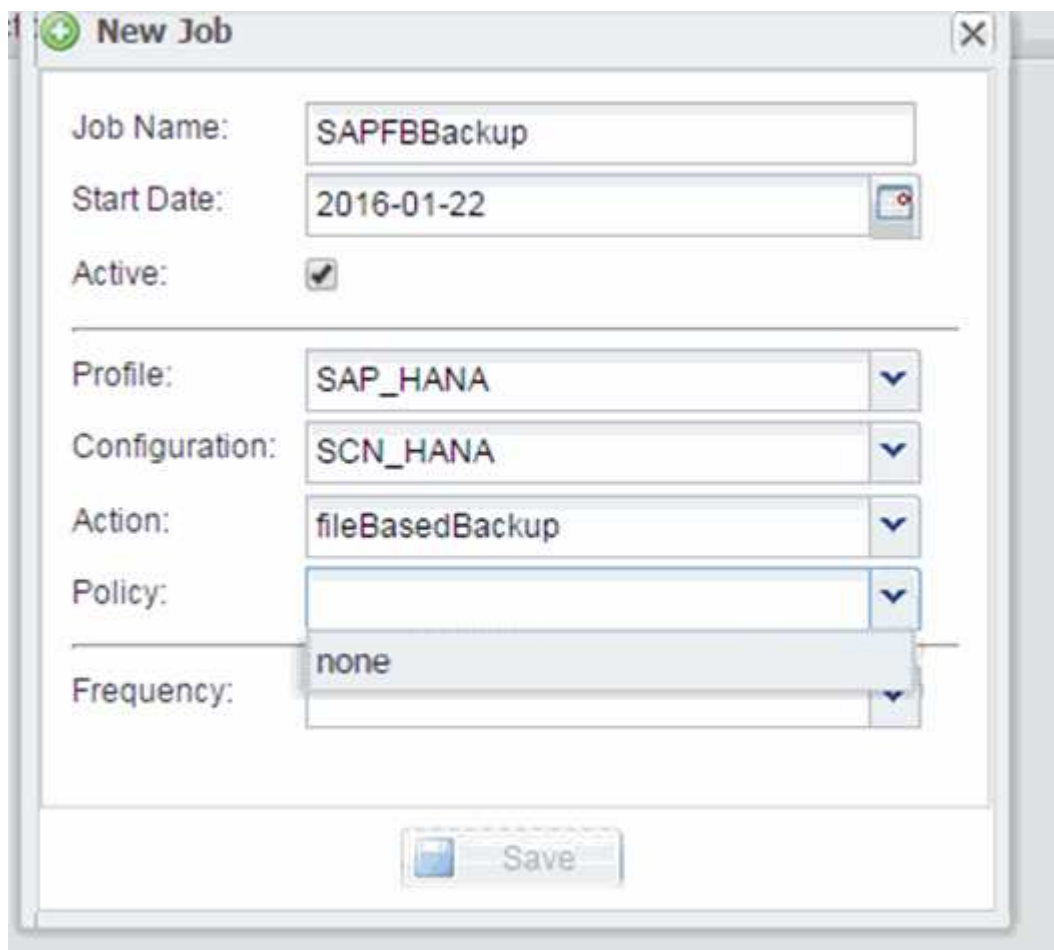 New Job
Job Name: SAPFBBackup
Start Date: 2016-01-22
Active:
Profile: SAP_HANA
Configuration: SCN_HANA
Action: fileBasedBackup
Policy:
none
Frequency:
Save